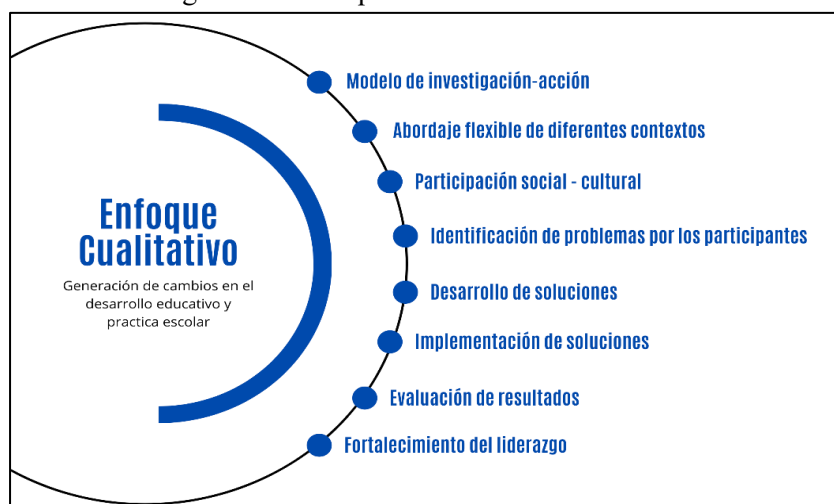 Modelo de investigación-acción
Abordaje flexible de diferentes contextos
Participación social - cultural
Identificación de problemas por los participantes
Desarrollo de soluciones
Implementación de soluciones
Evaluación de resultados
Fortalecimiento del liderazgo
Enfoque
Cualitativo
Generación de cambios en el
desarrollo educativo y
practica escolar